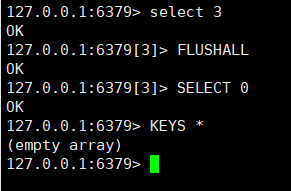 127.0.0.1:6379> select 3
OK
127.0.0.1:6379[3]> FLUSHALL
OK
127.0.0.1:6379[3]> SELECT 0
OK
127.0.0.1:6379> KEYS *
(empty array)
127.0.0.1:6379>